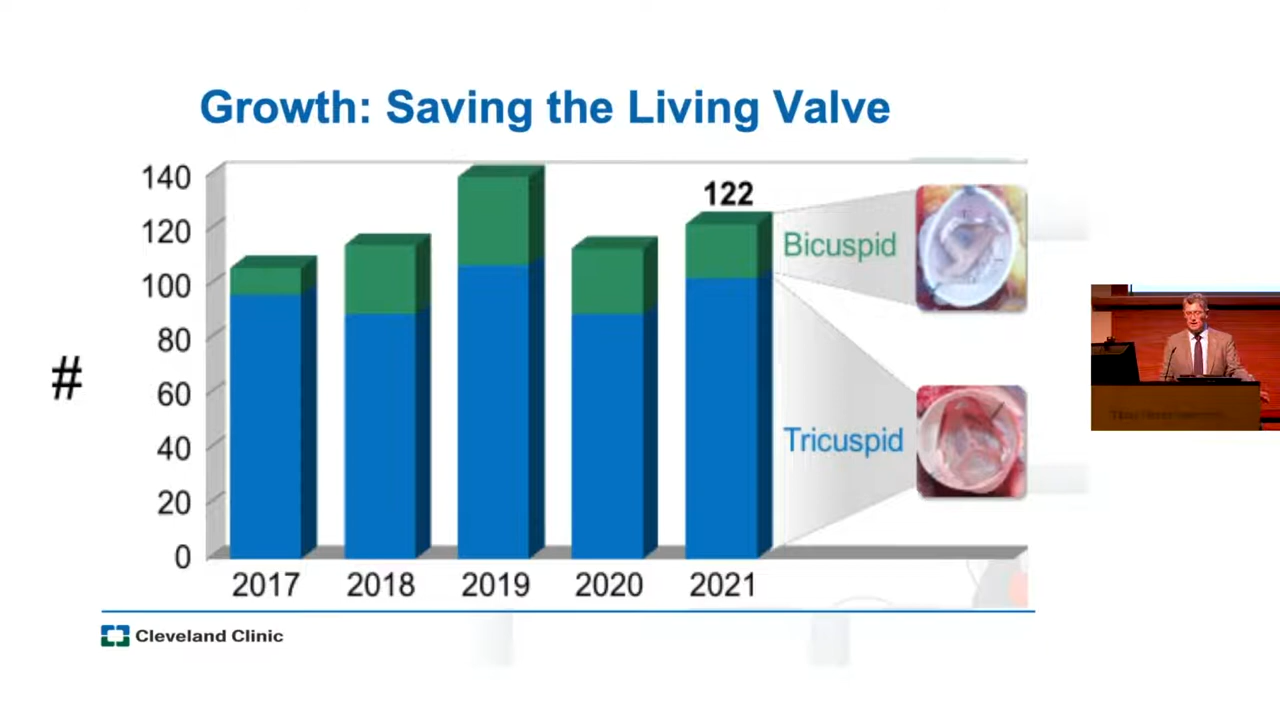 Growth: Saving the Living Valve
#
140
120
100
80
60
40
20
0
122
Bicuspid
Tricuspid
2017 2018 2019 2020 2021
Cleveland Clinic